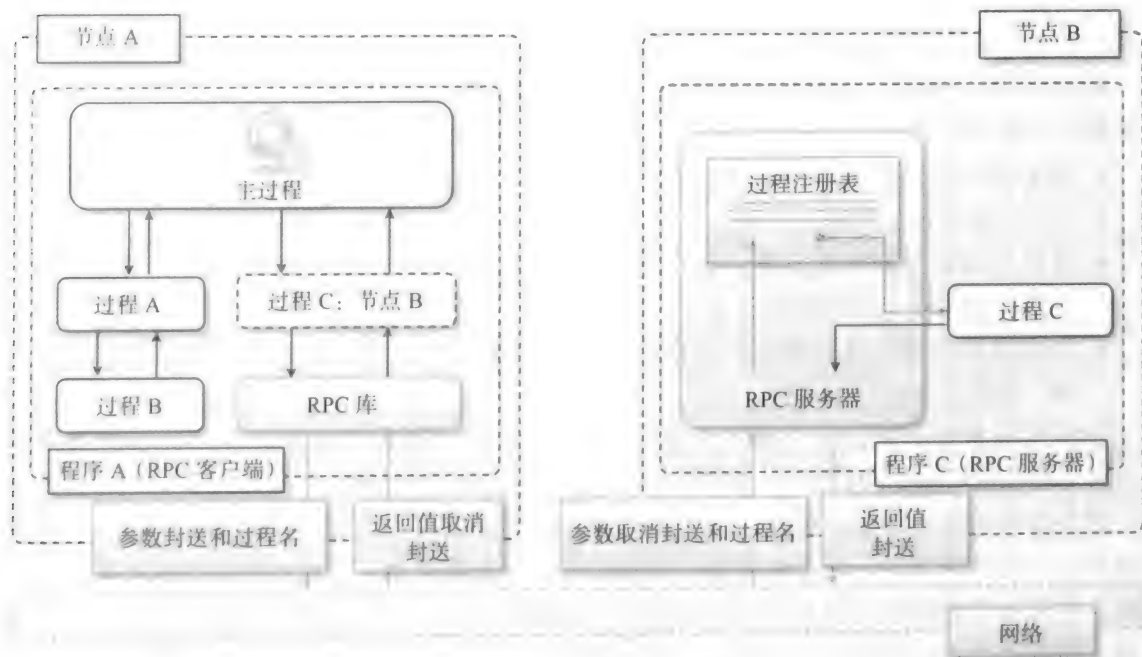 节点 A
节点 B
主过程
过程注册表
过程 A
过程 C：节点 B
过程 C
过程 B
RPC 库
RPC 服务器
程序 A（RPC 客户端）
程序 C（RPC 服务器）
参数封送和过程名
返回值取消
封送
参数取消封送和过程名
返回值
封送
网络